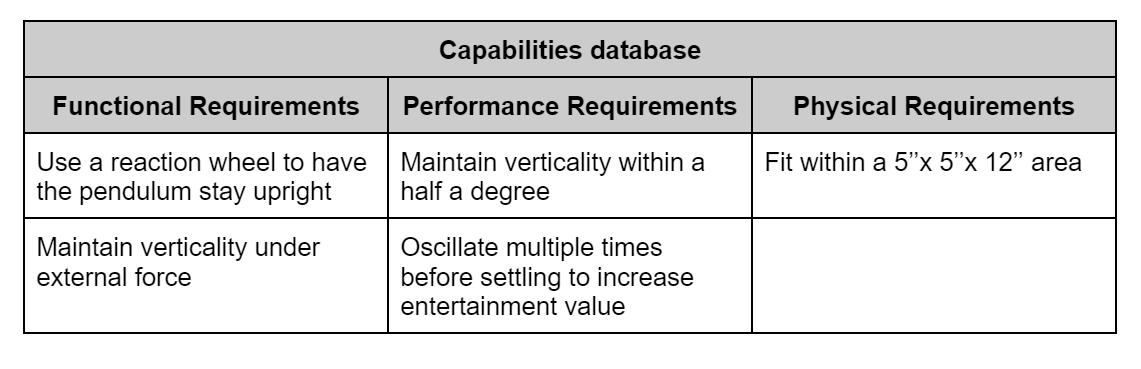 Capabilities database
Functional Requirements
Performance Requirements
Physical Requirements
Use a reaction wheel to have
the pendulum stay upright
Maintain verticality within a
half a degree
Fit within a 5’’x 5’’x 12’’ area
Maintain verticality under
external force
Oscillate multiple times
before settling to increase
entertainment value